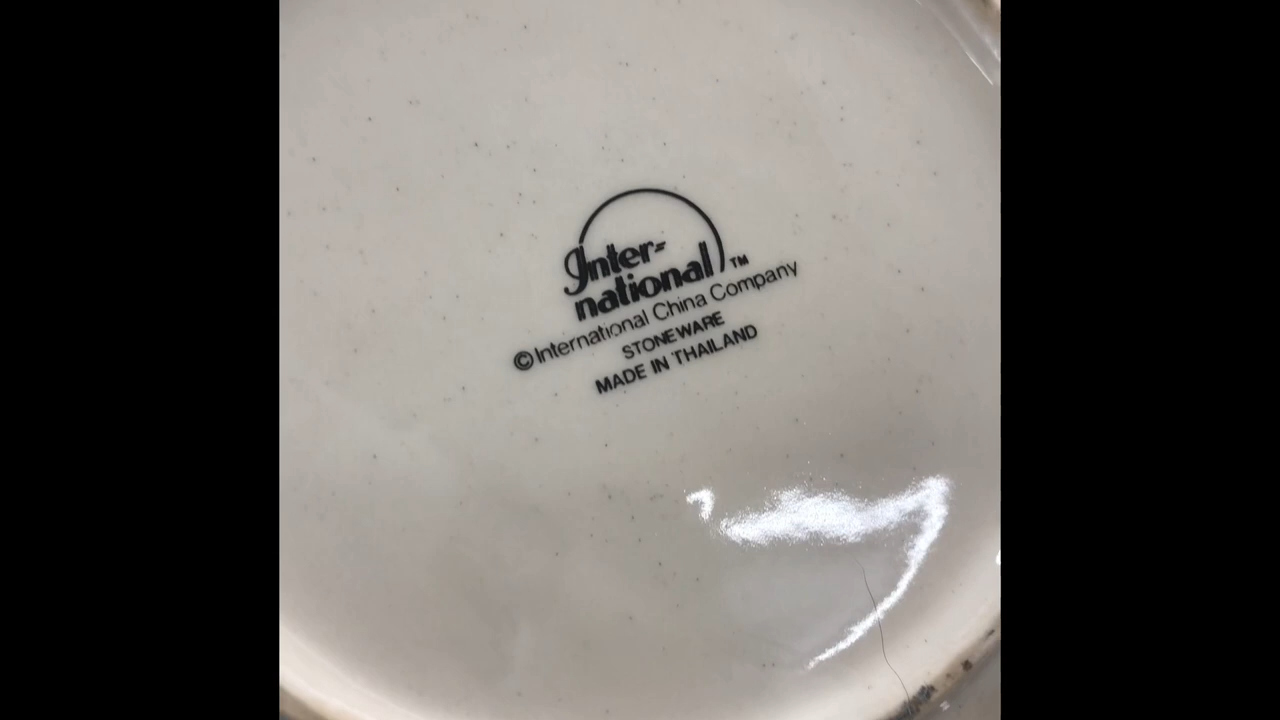 Inter-
national™
©International China Company
STONEWARE
MADE IN THAILAND